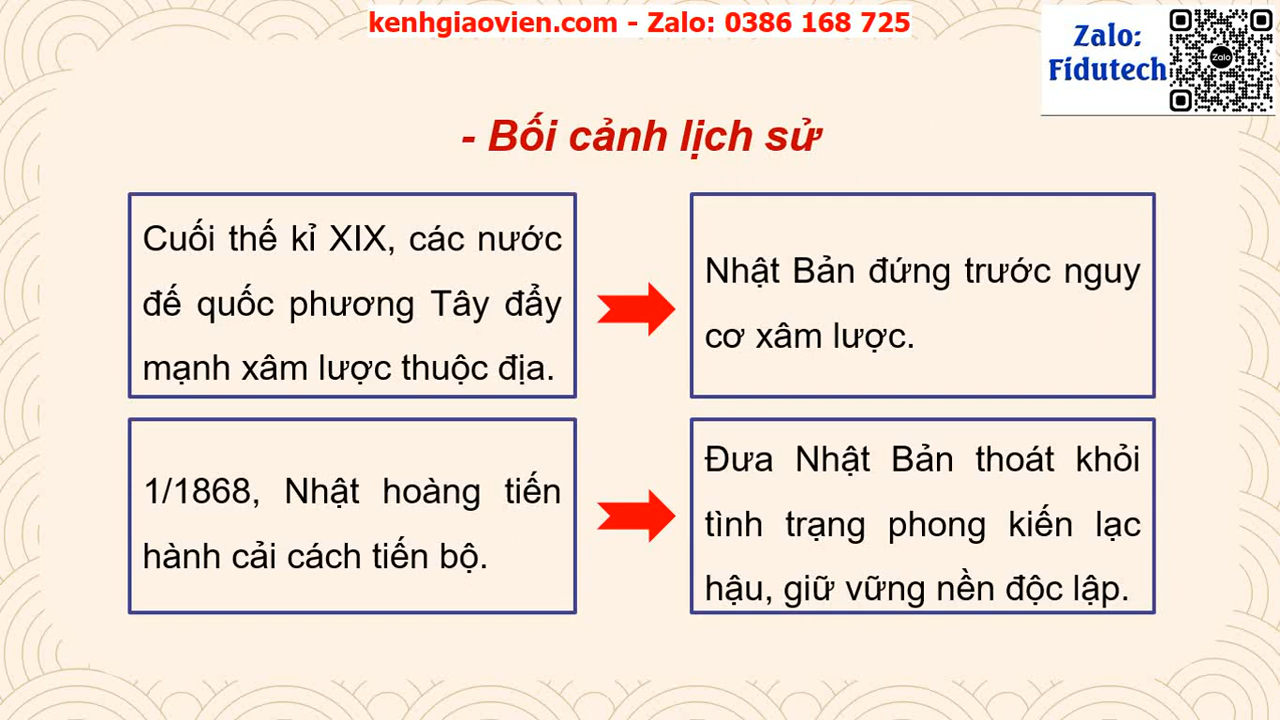 kenhgiaovien.com - Zalo: 0386 168 725
Zalo:
Fidutech
Zalo
- Bối cảnh lịch sử
Cuối thế kỉ XIX, các nước
đế quốc phương Tây đẩy
mạnh xâm lược thuộc địa.
Nhật Bản đứng trước nguy
cơ xâm lược.
1/1868, Nhật hoàng tiến
hành cải cách tiến bộ.
Đưa Nhật Bản thoát khỏi
tình trạng phong kiến lạc
hậu, giữ vững nền độc lập.